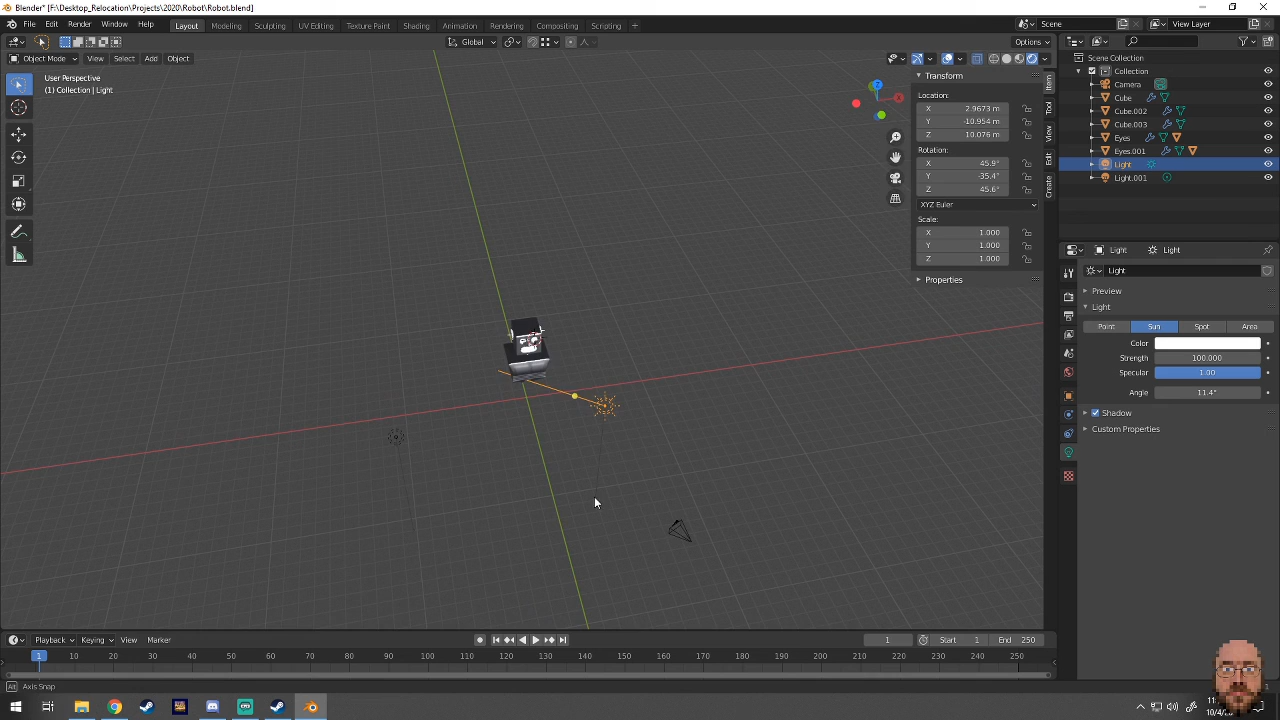 Blender* [F:\Desktop_Relocation\Projects\2020\Robot\Robot.blend]
File Edit Render Window Help Layout Modeling Sculpting UV Editing Texture Paint Shading Animation Rendering Compositing Scripting + Scene View Layer
Global Options
Object Mode View Select Add Object
User Perspective
(1) Collection | Light
Transform
Location:
X 2.9673 m
Y -10.954 m
Z 10.076 m
Rotation:
X 45.9°
Y -35.4°
Z 45.6°
XYZ Euler
Scale:
X 1.000
Y 1.000
Z 1.000
Properties
Item
Tool
View
Edit
Create
Z
X
Scene Collection
Collection
Camera
Cube
Cube.002
Cube.003
Eyes
Eyes.001
Light
Light.001
Light Light
Light
Preview
Light
Point Sun Spot Area
Color
Strength 100.000
Specular 1.00
Angle 11.4°
Shadow
Custom Properties
Playback Keying View Marker 1 Start 1 End 250
1 10 20 30 40 50 60 70 80 90 100 110 120 130 140 150 160 170 180 190 200 210 220 230 240 250
Alt Axis Snap